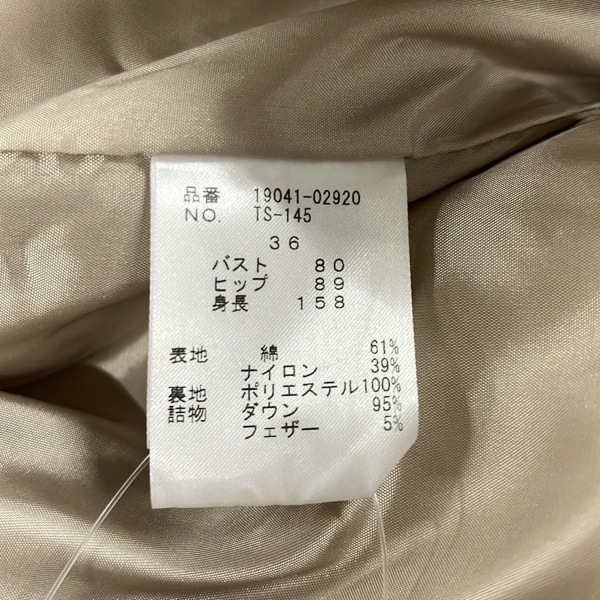 品番 19041-02920
NO. TS-145
36
バスト 80
ヒップ 89
身長 158
表地 綿 61%
ナイロン 39%
裏地 ポリエステル100%
詰物 ダウン 95%
フェザー 5%